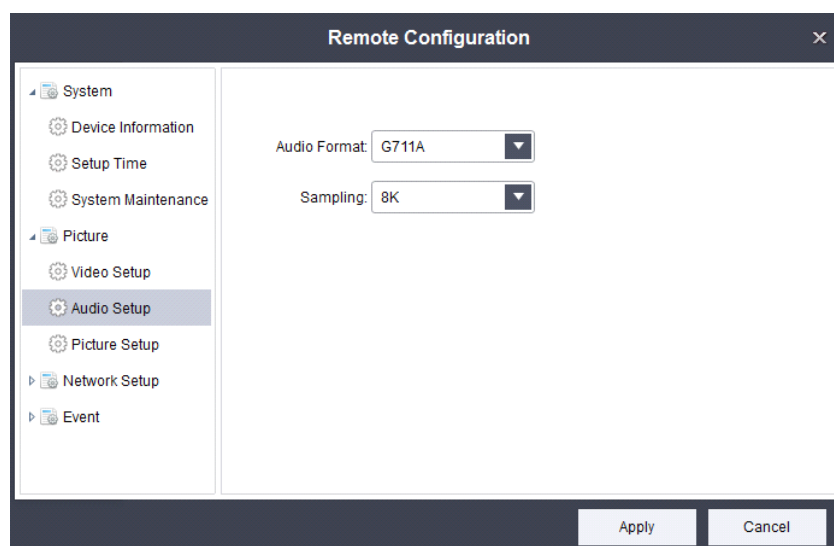 Remote Configuration
System
Device Information
Setup Time
System Maintenance
Picture
Video Setup
Audio Setup
Picture Setup
Network Setup
Event
Audio Format: G711A
Sampling: 8K
Apply
Cancel